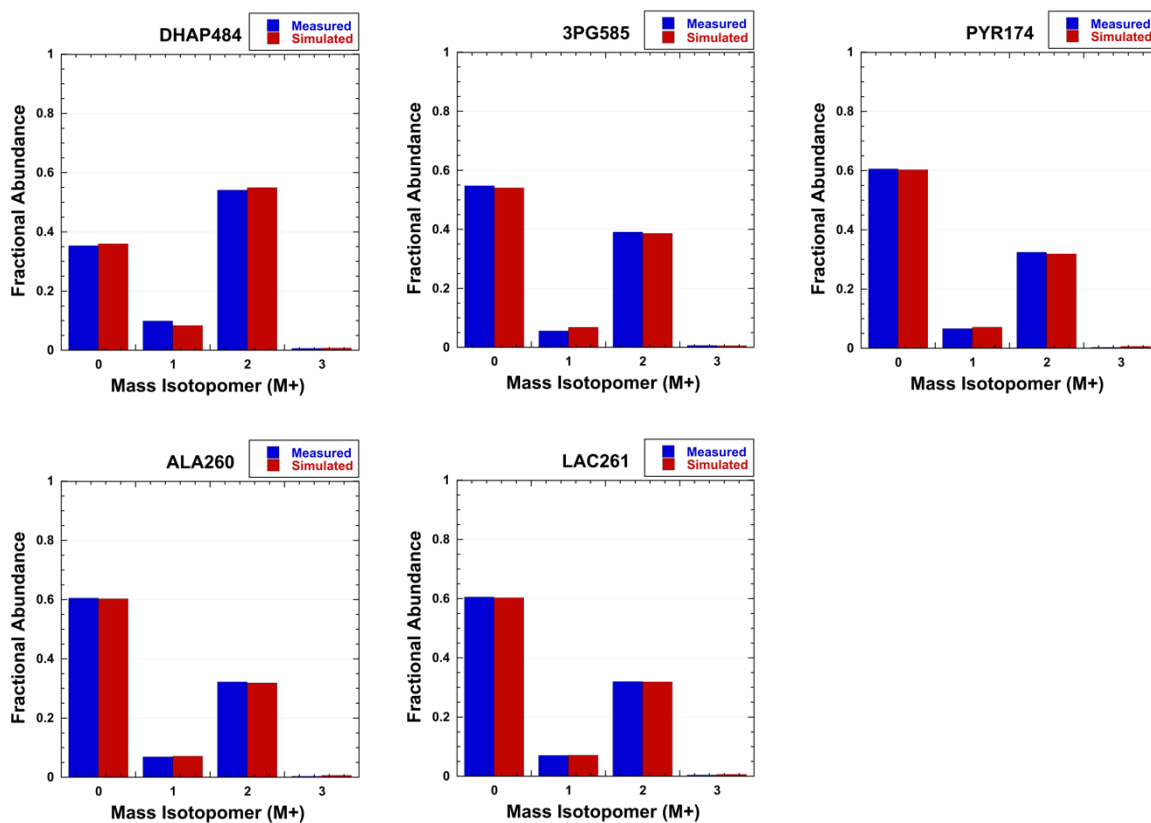 DHAP484
Measured
Simulated
Fractional Abundance
1
0.8
0.6
0.4
0.2
0
0 1 2 3
Mass Isotopomer (M+)
3PG585
Measured
Simulated
Fractional Abundance
1
0.8
0.6
0.4
0.2
0
0 1 2 3
Mass Isotopomer (M+)
PYR174
Measured
Simulated
Fractional Abundance
1
0.8
0.6
0.4
0.2
0
0 1 2 3
Mass Isotopomer (M+)
ALA260
Measured
Simulated
Fractional Abundance
1
0.8
0.6
0.4
0.2
0
0 1 2 3
Mass Isotopomer (M+)
LAC261
Measured
Simulated
Fractional Abundance
1
0.8
0.6
0.4
0.2
0
0 1 2 3
Mass Isotopomer (M+)